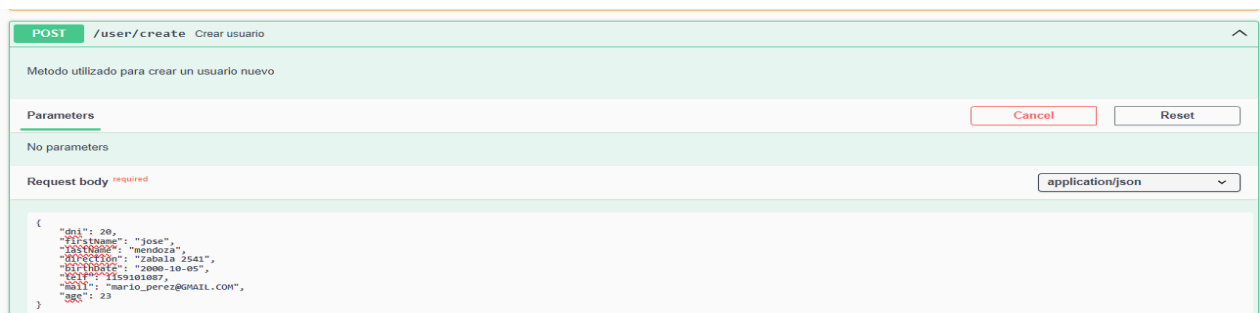 POST /user/create Crear usuario
Metodo utilizado para crear un usuario nuevo
Parameters Cancel Reset
No parameters
Request body required application/json
{
"dni": 20,
"firstName": "jose",
"lastName": "mendoza",
"direction": "Zabala 2541",
"birthDate": "2000-10-05",
"telf": 1159101087,
"mail": "mario_perez@GMAIL.COM",
"age": 23
}